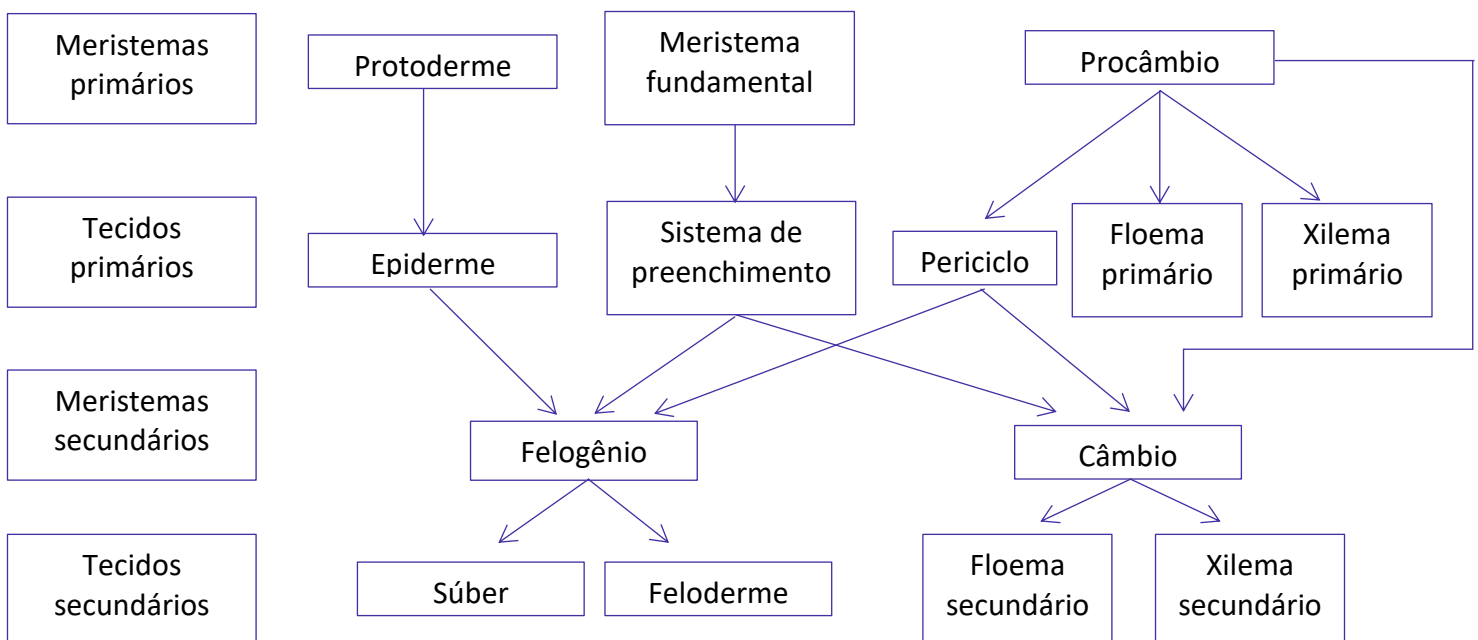 Meristemas
primários
Protoderme
Meristema
fundamental
Procâmbio
Tecidos
primários
Epiderme
Sistema de
preenchimento
Periciclo
Floema
primário
Xilema
primário
Meristemas
secundários
Felogênio
Câmbio
Tecidos
secundários
Súber
Feloderme
Floema
secundário
Xilema
secundário